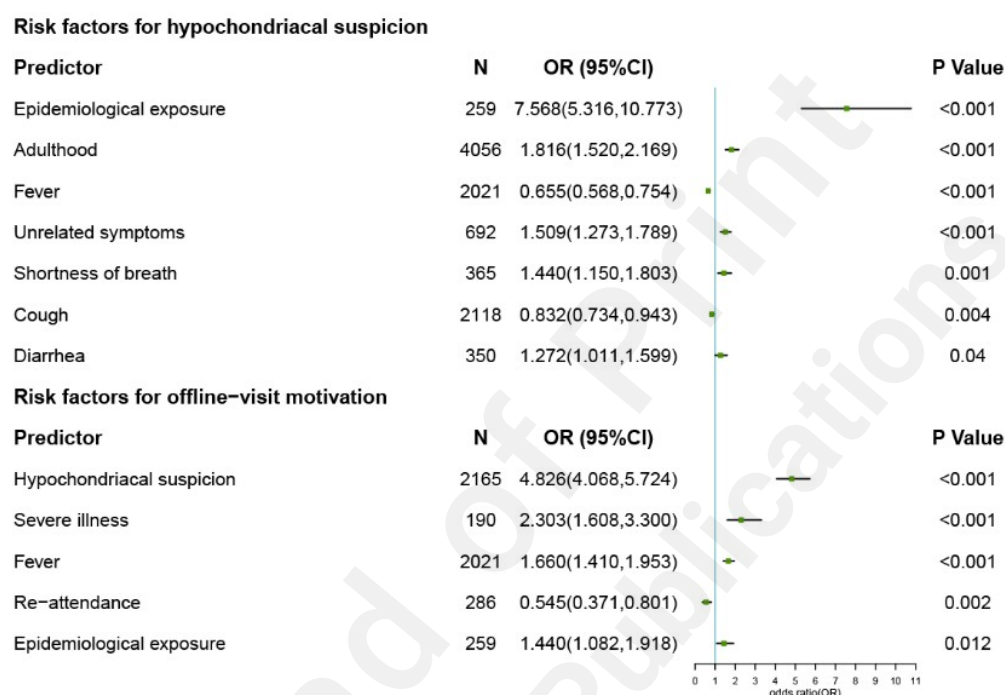 Risk factors for hypochondriacal suspicion
Predictor N OR (95%CI) P Value
Epidemiological exposure 259 7.568(5.316,10.773) <0.001
Adulthood 4056 1.816(1.520,2.169) <0.001
Fever 2021 0.655(0.568,0.754) <0.001
Unrelated symptoms 692 1.509(1.273,1.789) <0.001
Shortness of breath 365 1.440(1.150,1.803) 0.001
Cough 2118 0.832(0.734,0.943) 0.004
Diarrhea 350 1.272(1.011,1.599) 0.04
Risk factors for offline−visit motivation
Predictor N OR (95%CI) P Value
Hypochondriacal suspicion 2165 4.826(4.068,5.724) <0.001
Severe illness 190 2.303(1.608,3.300) <0.001
Fever 2021 1.660(1.410,1.953) <0.001
Re−attendance 286 0.545(0.371,0.801) 0.002
Epidemiological exposure 259 1.440(1.082,1.918) 0.012
0 1 2 3 4 5 6 7 8 9 10 11
odds ratio(OR)
d of Print
Publications